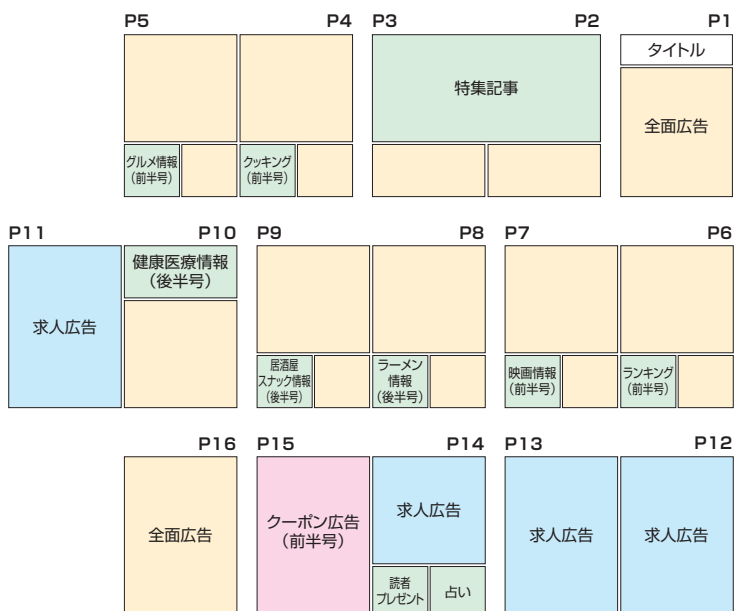 P5
P4
P3
P2
P1
タイトル
特集記事
全面広告
グルメ情報
（前半号）
クッキング
（前半号）
P11
P10
P9
P8
P7
P6
健康医療情報
（後半号）
求人広告
居酒屋
スナック情報
（後半号）
ラーメン
情報
（後半号）
映画情報
（前半号）
ランキング
（前半号）
P16
P15
P14
P13
P12
全面広告
クーポン広告
（前半号）
求人広告
読者
プレゼント
占い
求人広告
求人広告